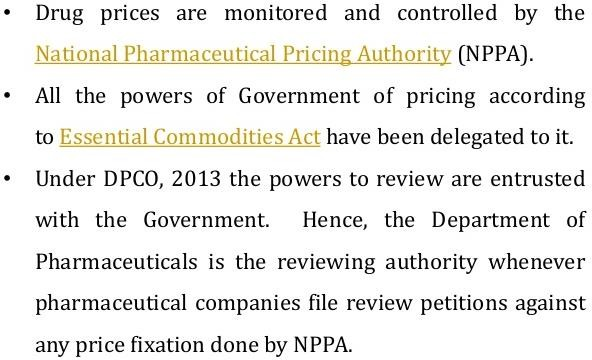 • Drug prices are monitored and controlled by the
National Pharmaceutical Pricing Authority (NPPA).
• All the powers of Government of pricing according
to Essential Commodities Act have been delegated to it.
• Under DPCO, 2013 the powers to review are entrusted
with the Government. Hence, the Department of
Pharmaceuticals is the reviewing authority whenever
pharmaceutical companies file review petitions against
any price fixation done by NPPA.